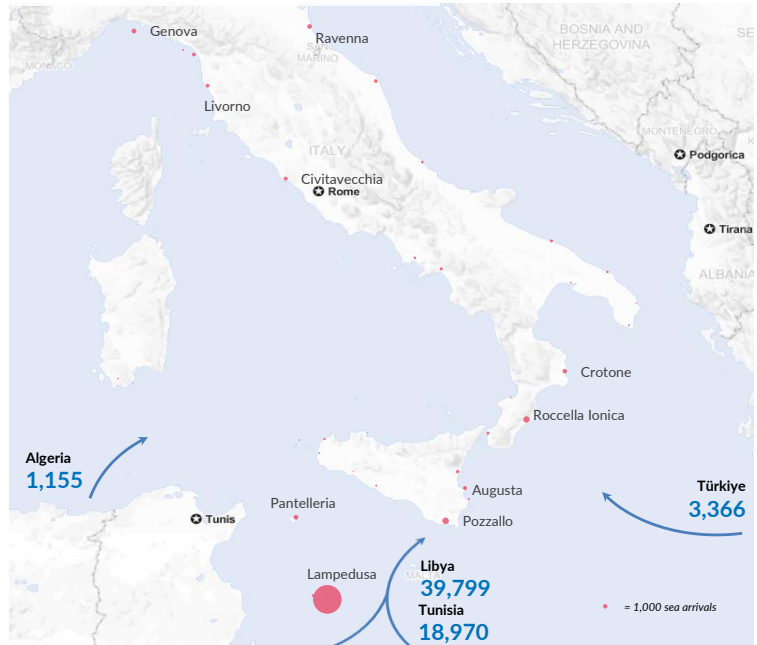 Genova
Ravenna
BOSNIA AND
HERZEGOVINA
SE
SAN
MARINO
MONACO
Livorno
MONTENEGRO
K
ITALY
Podgorica
Civitavecchia
Rome
Tirana
ALBANIA
Crotone
Roccella Ionica
Algeria
1,155
Türkiye
3,366
Augusta
Pantelleria
Tunis
Pozzallo
Lampedusa
Libya
39,799
MALTA
Tunisia
18,970
= 1,000 sea arrivals